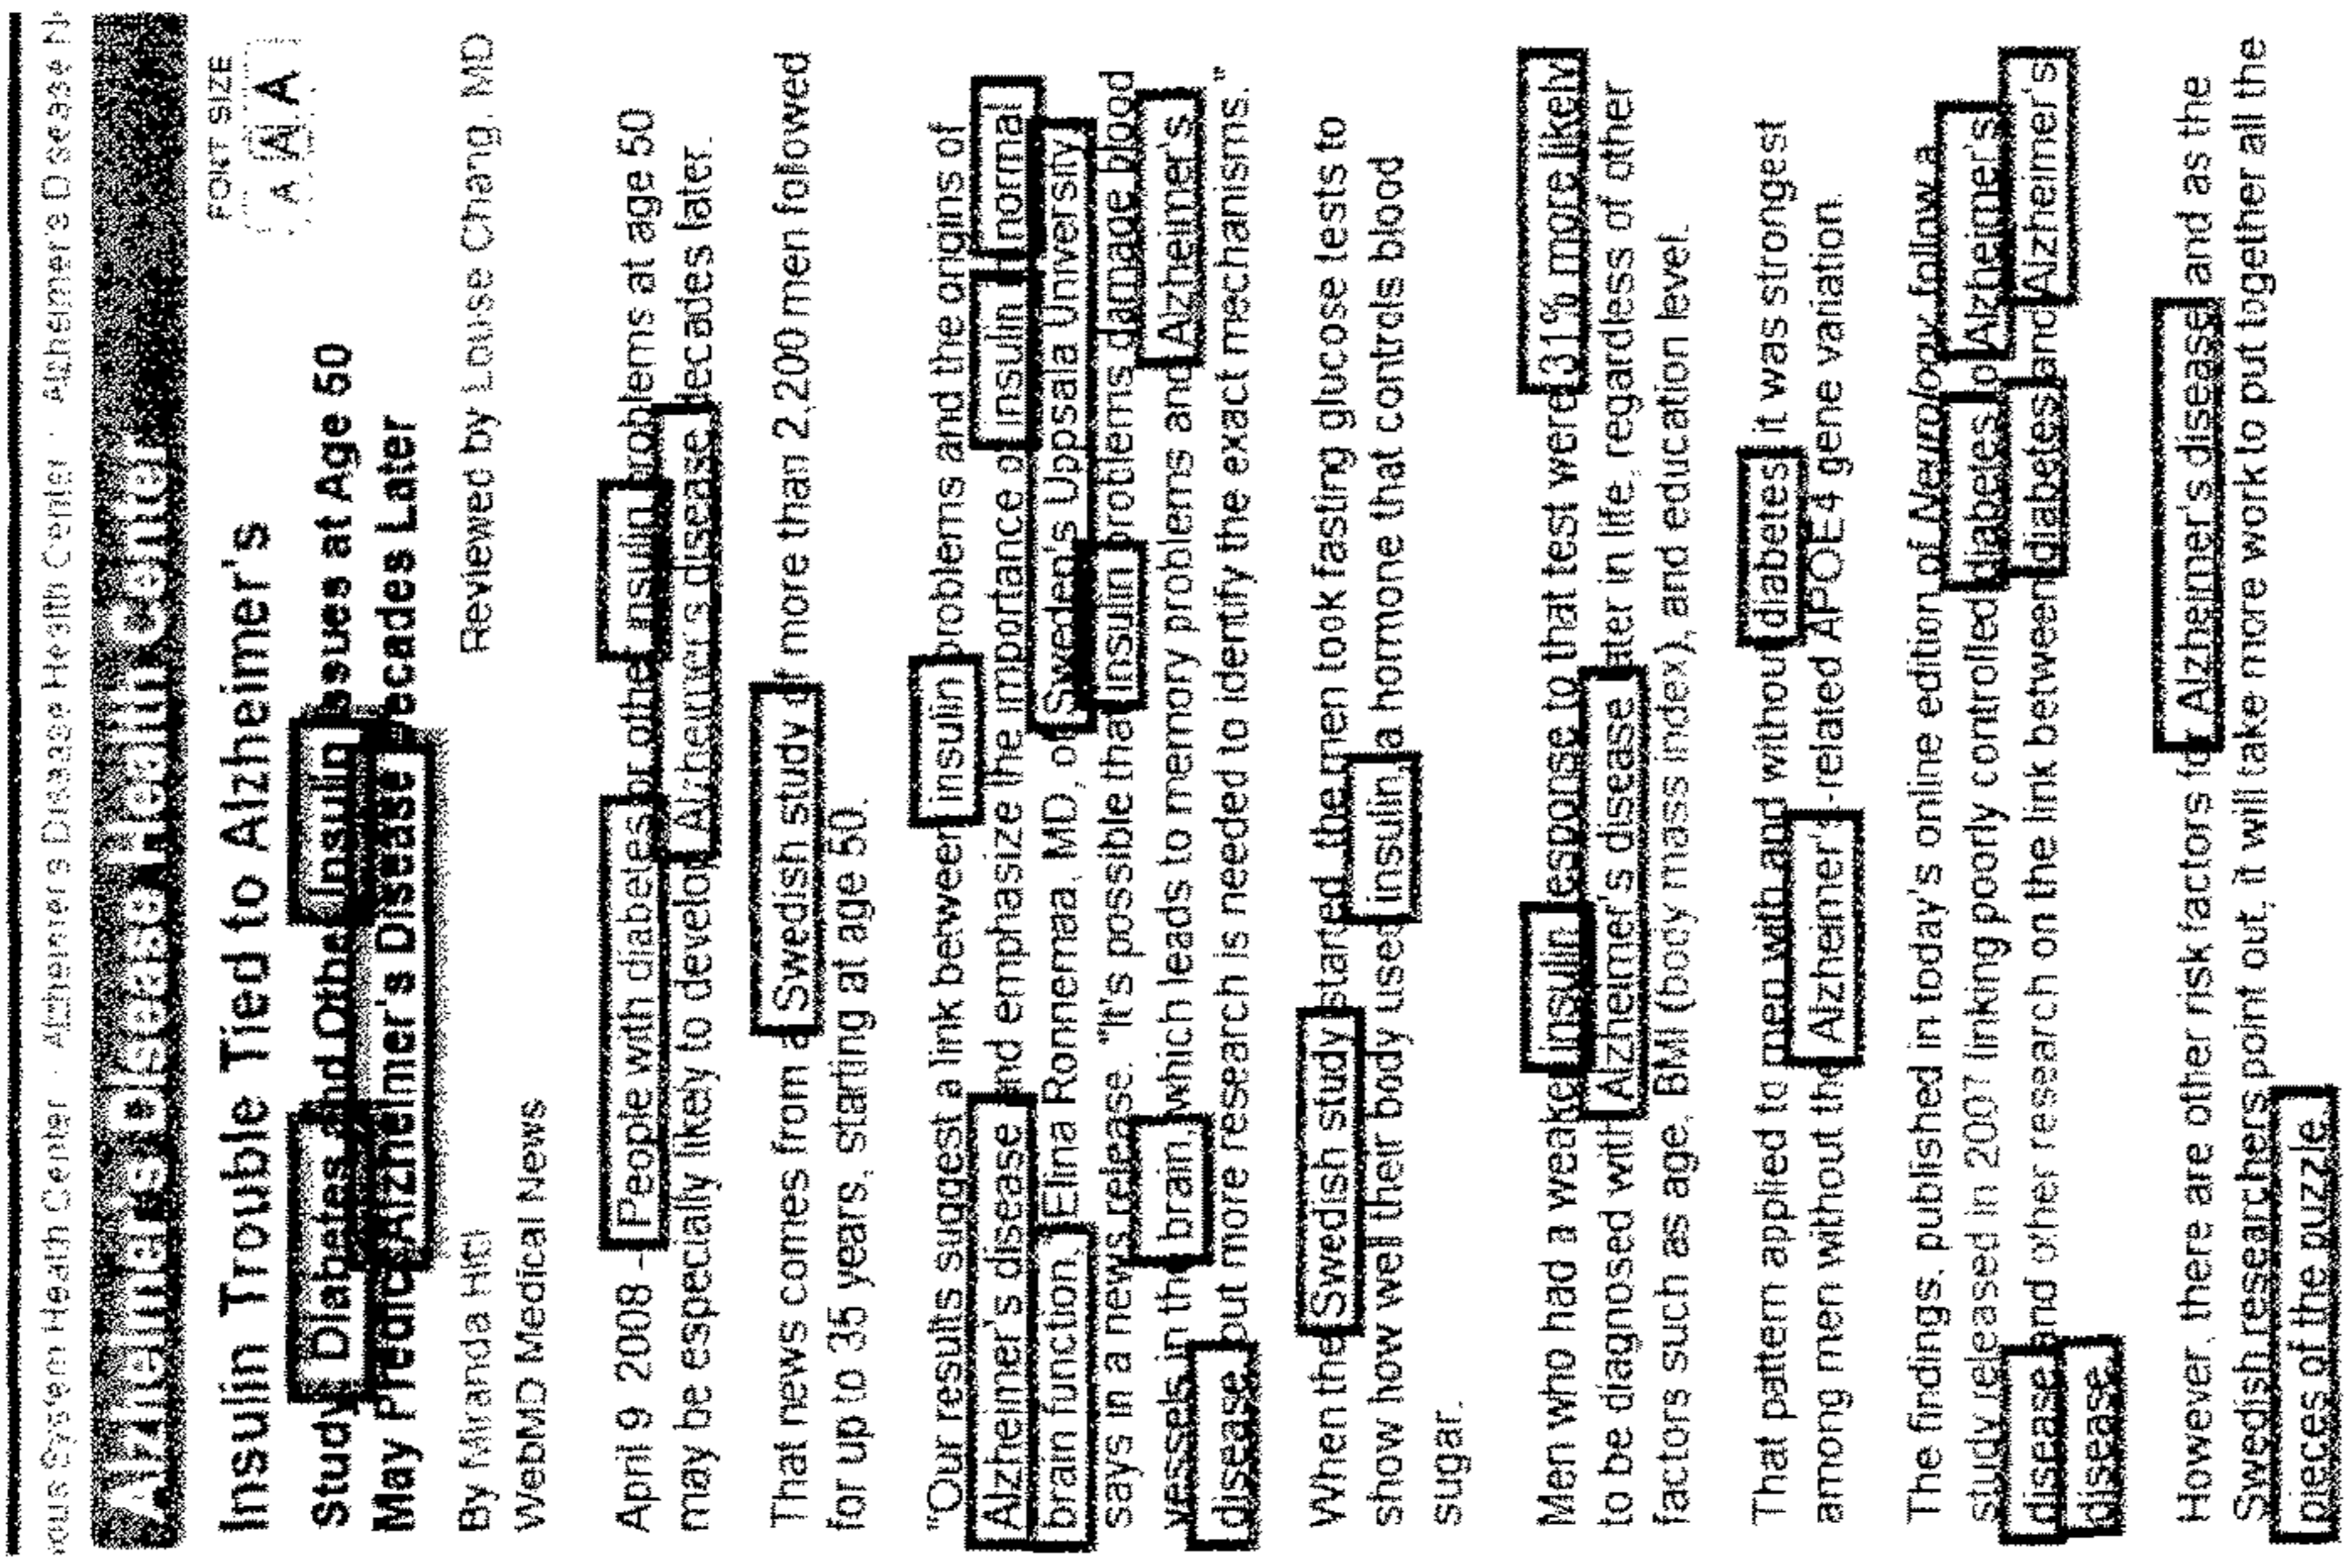 Health Center · Alzheimer's Disease Health Center · Alzheimer's Disease
Alzheimer's Disease Health Center
FONT SIZE
A A A
Insulin Trouble Tied to Alzheimer's
Study: Diabetes and Other Insulin Issues at Age 50
May Predict Alzheimer's Disease Decades Later
By Miranda Hitti
WebMD Medical News
Reviewed by Louise Chang, MD
April 9 2008 - People with diabetes or other insulin problems at age 50
may be especially likely to develop Alzheimer's disease decades later.
That news comes from a Swedish study of more than 2,200 men followed
for up to 35 years, starting at age 50.
"Our results suggest a link between insulin problems and the origins of
Alzheimer's disease and emphasize the importance of insulin normal
brain function, Elina Ronnemaa, MD, of Sweden's Uppsala University
says in a news release. "It's possible that insulin problems damage blood
vessels in the brain, which leads to memory problems and Alzheimer's
disease, but more research is needed to identify the exact mechanisms."
When the Swedish study started, the men took fasting glucose tests to
show how well their body used insulin, a hormone that controls blood
sugar.
Men who had a weaker insulin response to that test were 31% more likely
to be diagnosed with Alzheimer's disease later in life, regardless of other
factors such as age, BMI (body mass index), and education level.
That pattern applied to men with and without diabetes it was strongest
among men without the Alzheimer's-related APOE4 gene variation.
The findings, published in today's online edition of Neurology, follow a
study released in 2007 linking poorly controlled diabetes to Alzheimer's
disease and other research on the link between diabetes and Alzheimer's
disease.
However, there are other risk factors for Alzheimer's disease, and as the
Swedish researchers point out, it will take more work to put together all the
pieces of the puzzle.